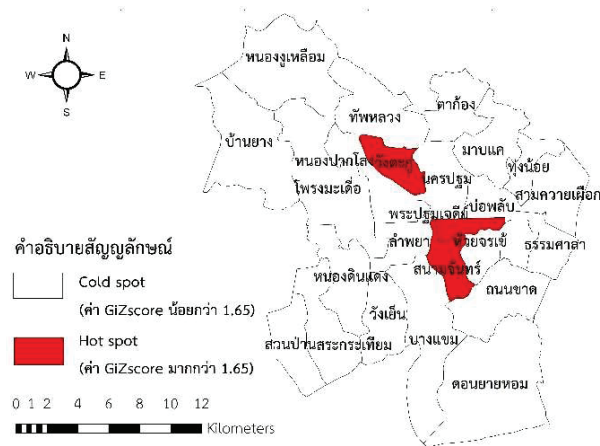 N
W E
S
หนองงูเหลือม
ตาก้อง
ทัพหลวง
บ้านยาง
มาบแค
หนองปากโลง
วังตะกู
ทุ่งน้อย
นครปฐม
โพรงมะเดื่อ
สามควายเผือก
บ่อพลับ
พระปฐมเจดีย์
ลำพยา
ห้วยจรเข้
ธรรมศาลา
สนามจันทร์
หนองดินแดง
ถนนขาด
วังเย็น
สวนป่าน
สระกระเทียม
บางแขม
ดอนยายหอม
คำอธิบายสัญญลักษณ์
Cold spot
(ค่า GiZscore น้อยกว่า 1.65)
Hot spot
(ค่า GiZscore มากกว่า 1.65)
0 1 2 4 6 8 10 12
Kilometers